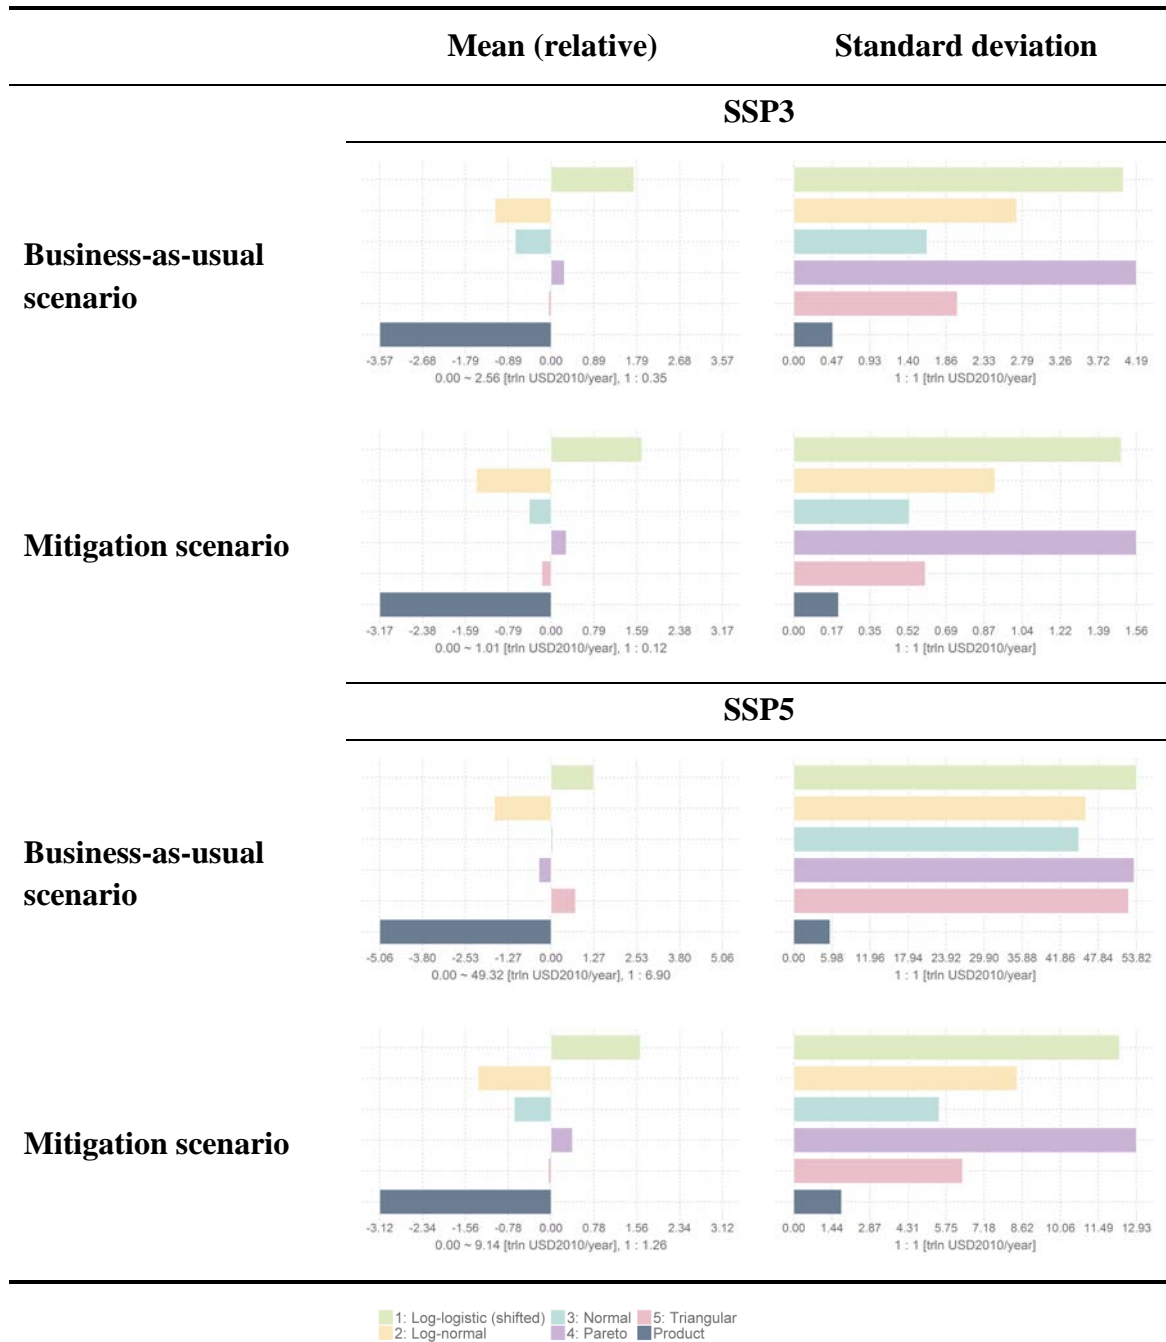 Mean (relative) Standard deviation
SSP3
Business-as-usual
scenario
-3.57 -2.68 -1.79 -0.89 0.00 0.89 1.79 2.68 3.57
0.00 ~ 2.56 [trln USD2010/year], 1 : 0.35
0.00 0.47 0.93 1.40 1.86 2.33 2.79 3.26 3.72 4.19
1 : 1 [trln USD2010/year]
Mitigation scenario
-3.17 -2.38 -1.59 -0.79 0.00 0.79 1.59 2.38 3.17
0.00 ~ 1.01 [trln USD2010/year], 1 : 0.12
0.00 0.17 0.35 0.52 0.69 0.87 1.04 1.22 1.39 1.56
1 : 1 [trln USD2010/year]
SSP5
Business-as-usual
scenario
-5.06 -3.80 -2.53 -1.27 0.00 1.27 2.53 3.80 5.06
0.00 ~ 49.32 [trln USD2010/year], 1 : 6.90
0.00 5.98 11.96 17.94 23.92 29.90 35.88 41.86 47.84 53.82
1 : 1 [trln USD2010/year]
Mitigation scenario
-3.12 -2.34 -1.56 -0.78 0.00 0.78 1.56 2.34 3.12
0.00 ~ 9.14 [trln USD2010/year], 1 : 1.26
0.00 1.44 2.87 4.31 5.75 7.18 8.62 10.06 11.49 12.93
1 : 1 [trln USD2010/year]
1: Log-logistic (shifted) 3: Normal 5: Triangular
2: Log-normal 4: Pareto Product